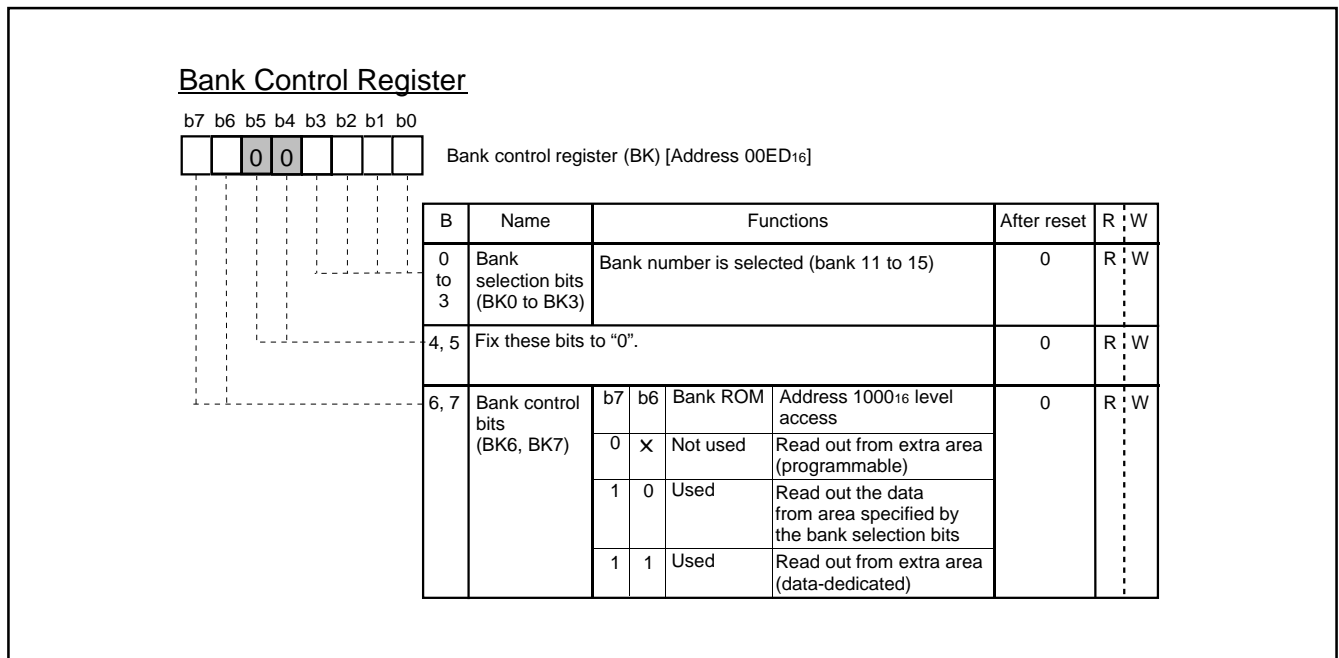 Bank Control Register
b7 b6 b5 b4 b3 b2 b1 b0
0 0
Bank control register (BK) [Address 00ED16]
B Name Functions After reset R W
0 to 3 Bank selection bits (BK0 to BK3) Bank number is selected (bank 11 to 15) 0 R W
4, 5 Fix these bits to “0”. 0 R W
6, 7 Bank control bits (BK6, BK7) 0 R W
b7 b6 Bank ROM Address 100016 level access
0 × Not used Read out from extra area (programmable)
1 0 Used Read out the data from area specified by the bank selection bits
1 1 Used Read out from extra area (data-dedicated)